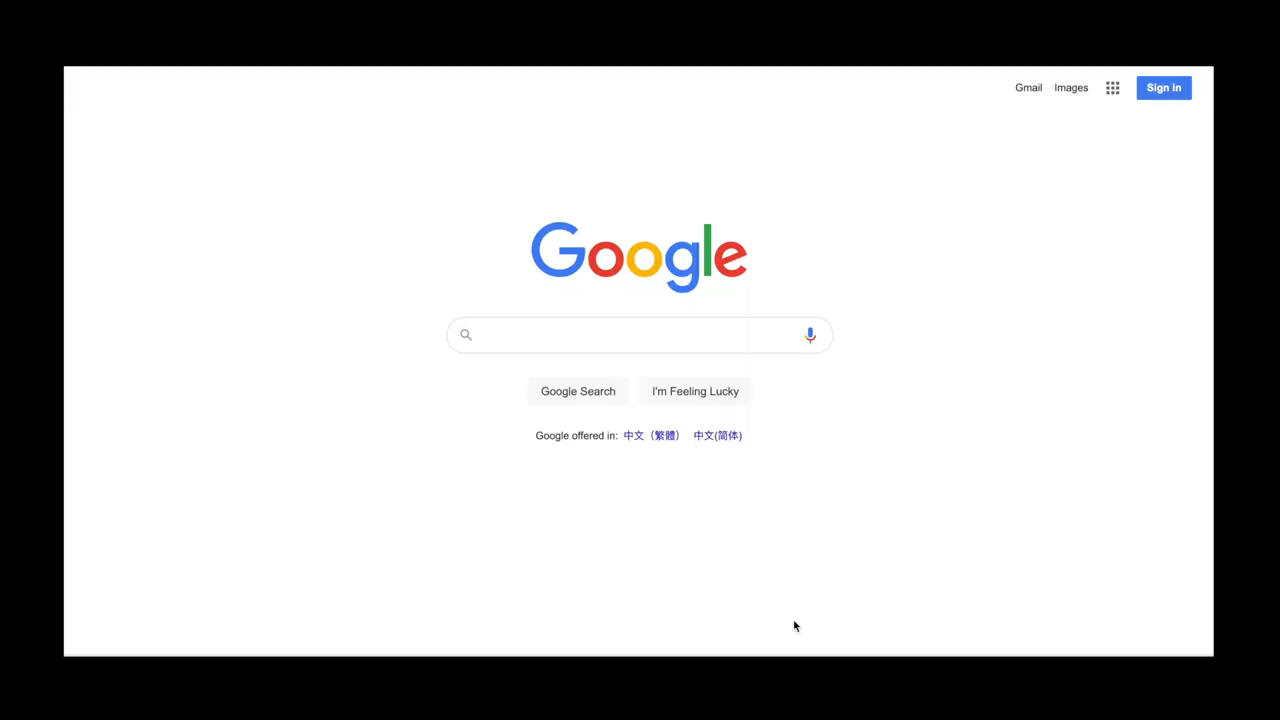 Gmail Images Sign in
Google
Google Search I'm Feeling Lucky
Google offered in: 中文（繁體） 中文(简体)